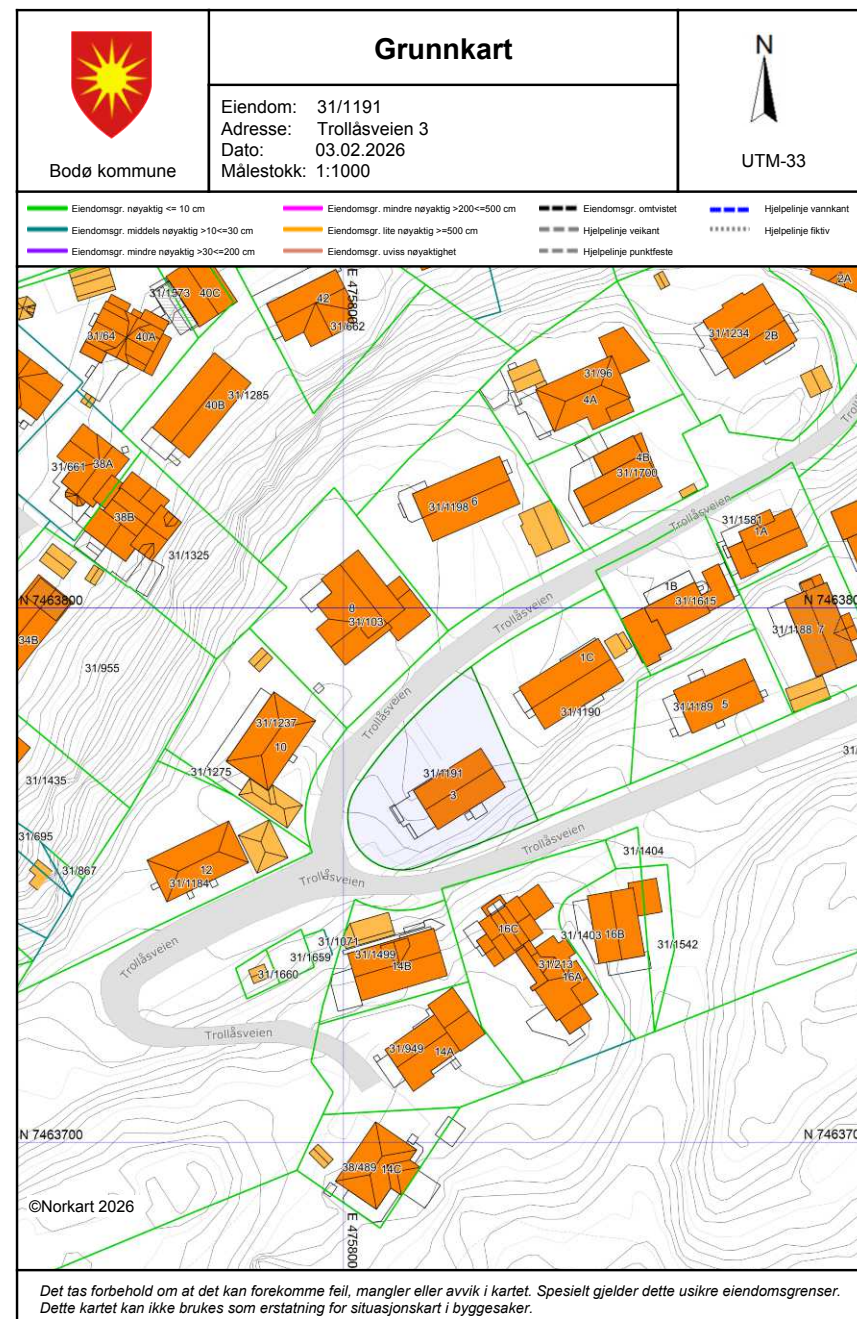 Bodø kommune
Grunnkart
Eiendom: 31/1191
Adresse: Trollåsveien 3
Dato: 03.02.2026
Målestokk: 1:1000
N
UTM-33
Eiendomsgr. nøyaktig <= 10 cm
Eiendomsgr. middels nøyaktig >10<=30 cm
Eiendomsgr. mindre nøyaktig >30<=200 cm
Eiendomsgr. mindre nøyaktig >200<=500 cm
Eiendomsgr. lite nøyaktig >=500 cm
Eiendomsgr. uviss nøyaktighet
Eiendomsgr. omtvistet
Hjelpelinje veikant
Hjelpelinje punktfeste
Hjelpelinje vannkant
Hjelpelinje fiktiv
31/1573
40C
42
E 475800
31/662
2A
31/64
40A
31/1234
2B
31/96
4A
31/1285
40B
31/661
38A
4B
31/1700
31/1198
6
38B
31/1325
Trollåsveien
31/1581
1A
N 7463800
34B
8
31/103
Trollåsveien
1B
31/1615
31/1188
7
31/955
1C
31/1190
31/1189
5
31/1237
10
Trollåsveien
31/1275
31/1191
3
31/1435
31/695
31/867
12
31/1184
Trollåsveien
Trollåsveien
31/1404
16C
31/1403
16B
31/1542
31/1071
31/1499
14B
31/1659
31/1660
31/213
16A
Trollåsveien
Trollåsveien
31/949
14A
N 7463700
38/489
14C
©Norkart 2026
E 475800
Det tas forbehold om at det kan forekomme feil, mangler eller avvik i kartet. Spesielt gjelder dette usikre eiendomsgrenser.
Dette kartet kan ikke brukes som erstatning for situasjonskart i byggesaker.